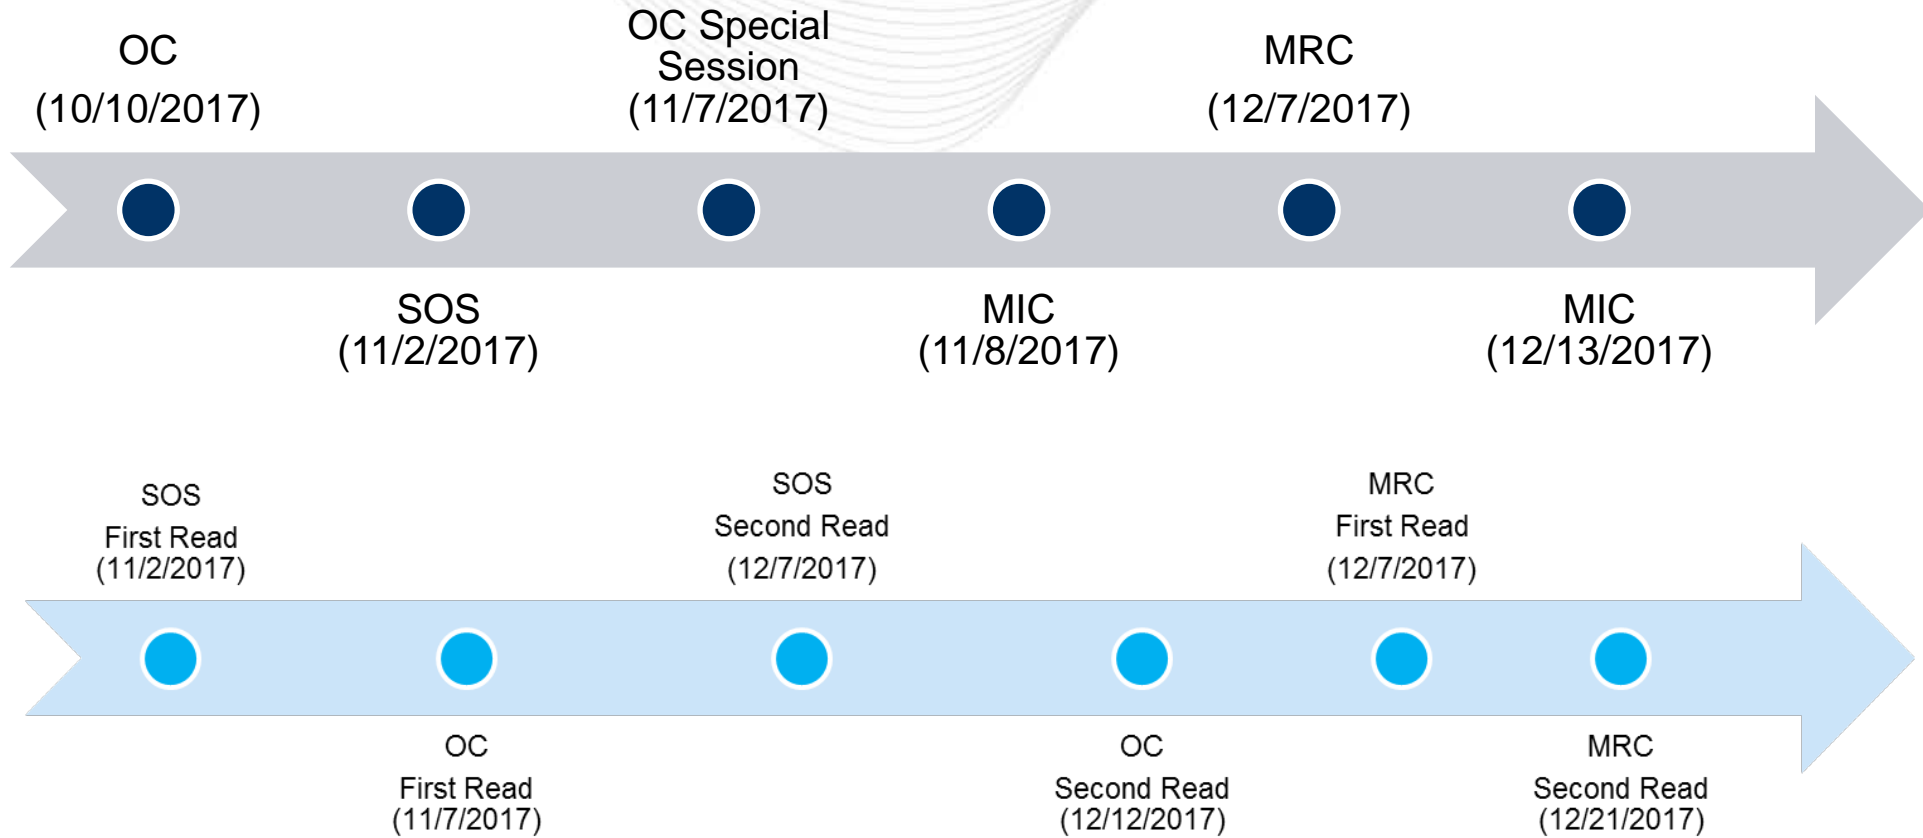 OC
(10/10/2017)
OC Special
Session
(11/7/2017)
MRC
(12/7/2017)
SOS
(11/2/2017)
MIC
(11/8/2017)
MIC
(12/13/2017)
SOS
First Read
(11/2/2017)
SOS
Second Read
(12/7/2017)
MRC
First Read
(12/7/2017)
OC
First Read
(11/7/2017)
OC
Second Read
(12/12/2017)
MRC
Second Read
(12/21/2017)